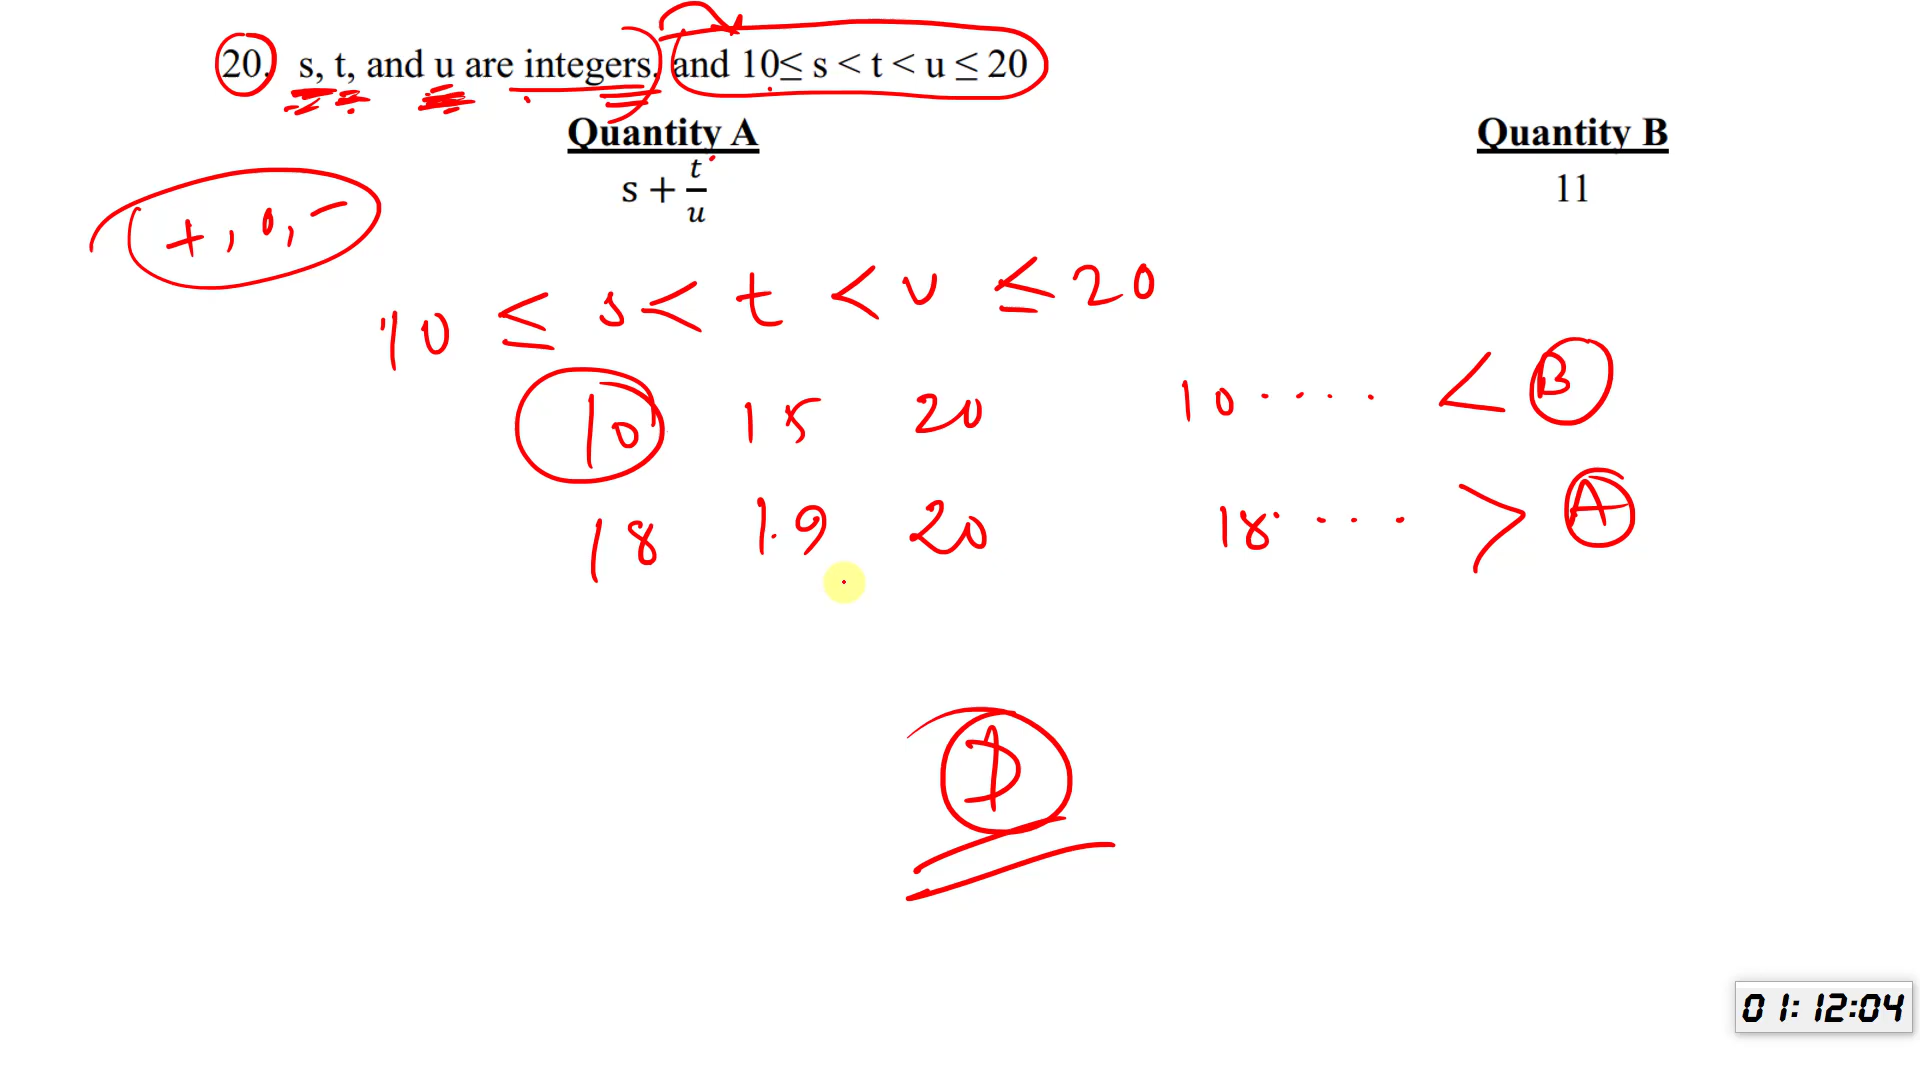 20. s, t, and u are integers. and 10≤ s < t < u ≤ 20
Quantity A Quantity B
s + t/u 11
+, 0, −
10 ≤ s < t < u ≤ 20
10 15 20 10 .... < B
18 19 20 18 .... > A
D
01:12:04